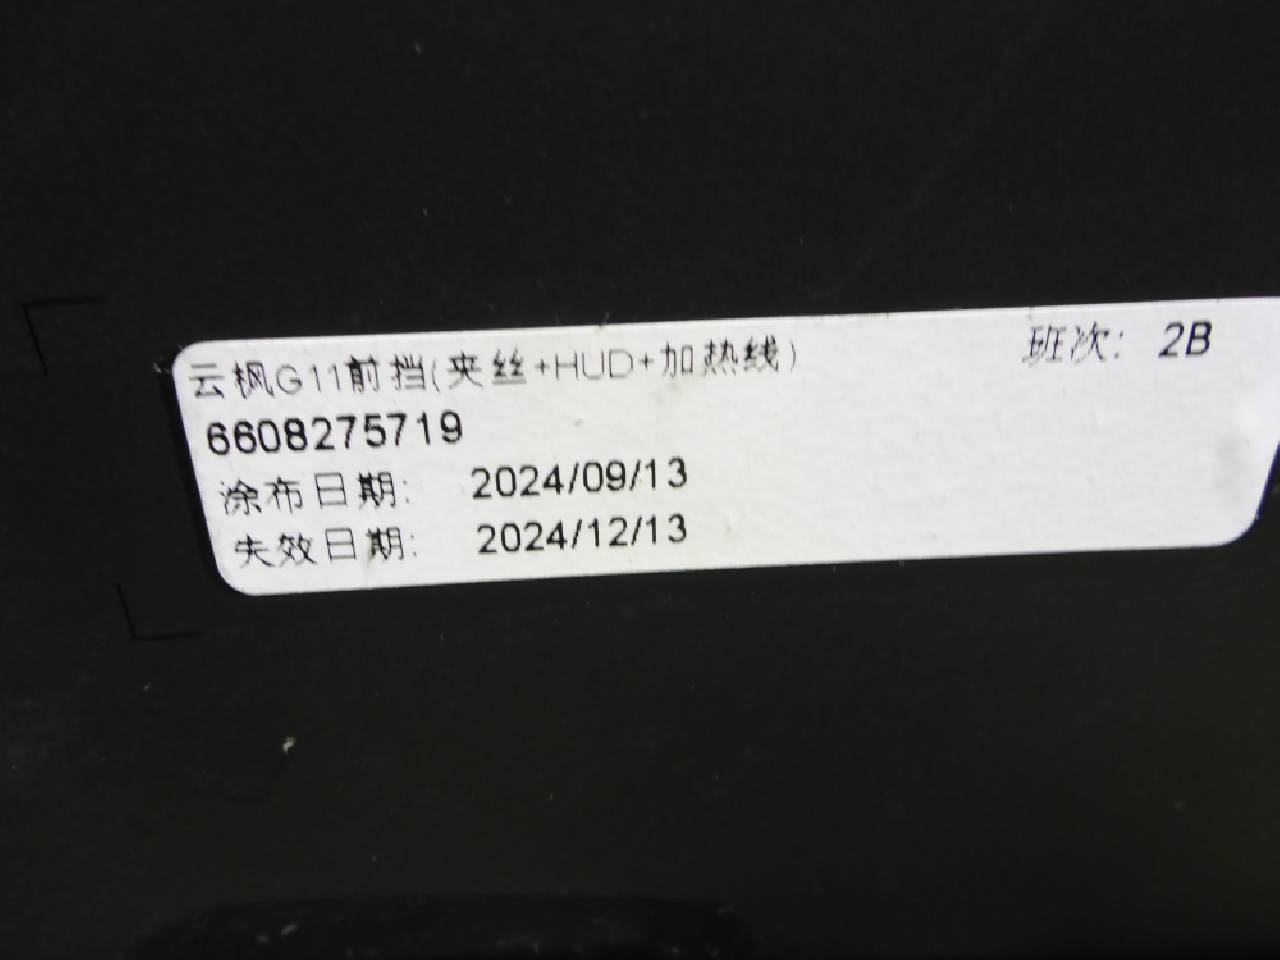 云枫G11前挡(夹丝+HUD+加热线)
班次: 2B
6608275719
涂布日期: 2024/09/13
失效日期: 2024/12/13